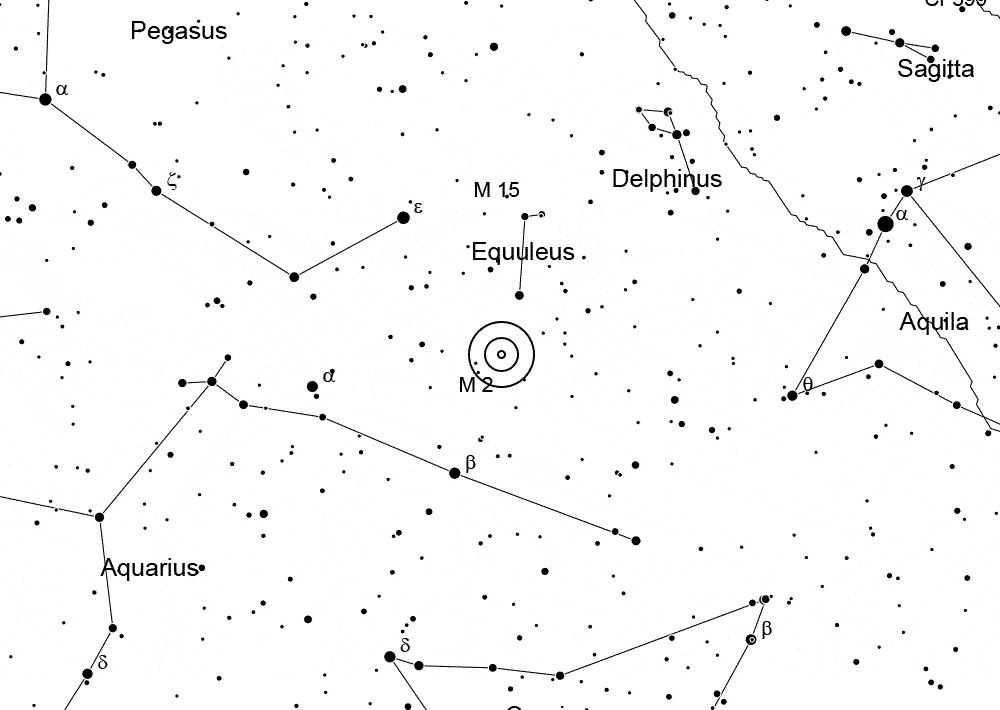 Pegasus
Sagitta
α
ζ
Delphinus
γ
M 15
ε
α
Equuleus
Aquila
α
M 2
θ
β
Aquarius
β
δ
δ